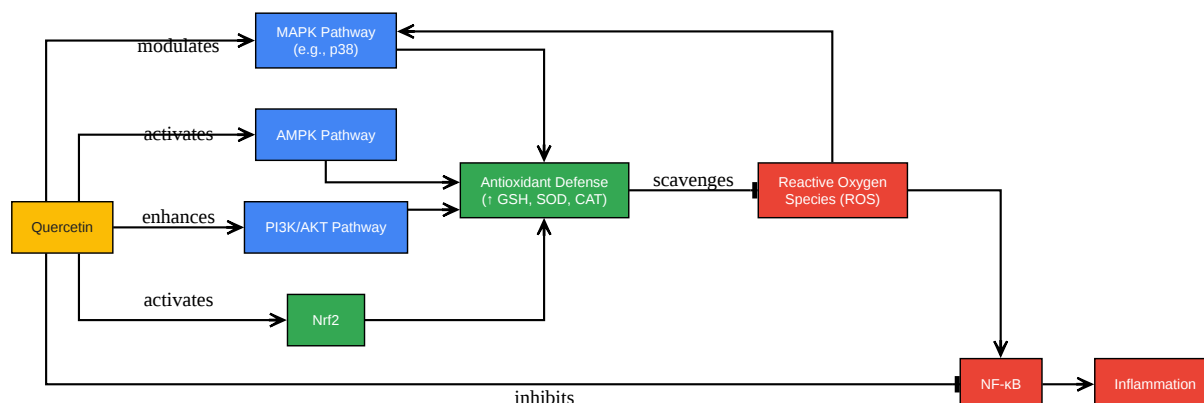 MAPK Pathway
(e.g., p38)
modulates
AMPK Pathway
activates
Antioxidant Defense
(↑ GSH, SOD, CAT)
scavenges
Reactive Oxygen
Species (ROS)
Quercetin
enhances
PI3K/AKT Pathway
activates
Nrf2
inhibits
NF-κB
Inflammation